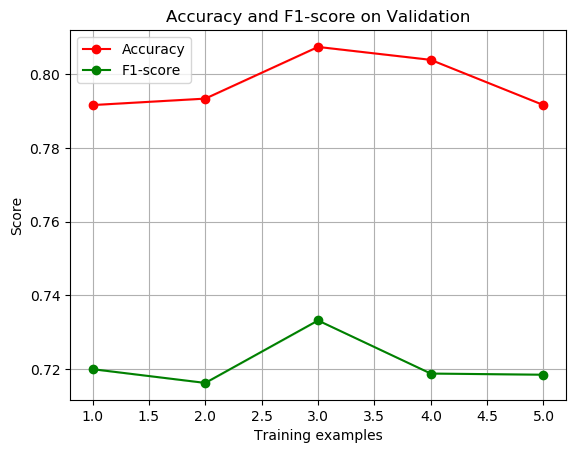 Accuracy and F1-score on Validation
Accuracy
F1-score
0.80
0.78
0.76
0.74
0.72
Score
1.0 1.5 2.0 2.5 3.0 3.5 4.0 4.5 5.0
Training examples